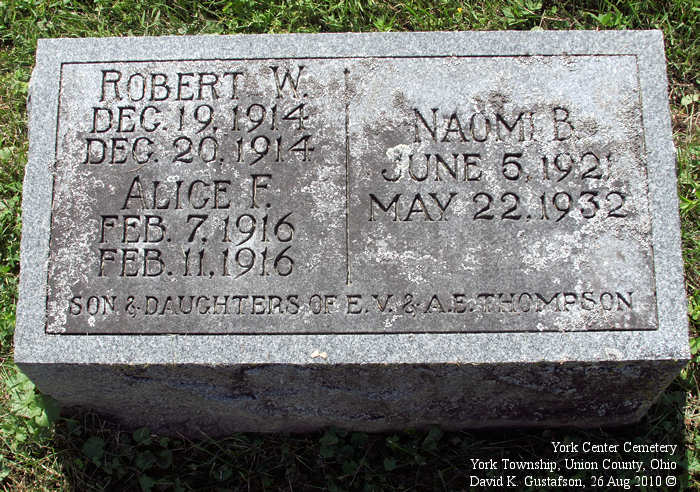 ROBERT W.
DEC. 19, 1914
DEC. 20, 1914
ALICE F.
FEB. 7, 1916
FEB. 11, 1916
NAOMI B.
JUNE 5, 1921
MAY 22, 1932
SON & DAUGHTERS OF E.V. & A.E. THOMPSON
York Center Cemetery
York Township, Union County, Ohio
David K. Gustafson, 26 Aug 2010 ©